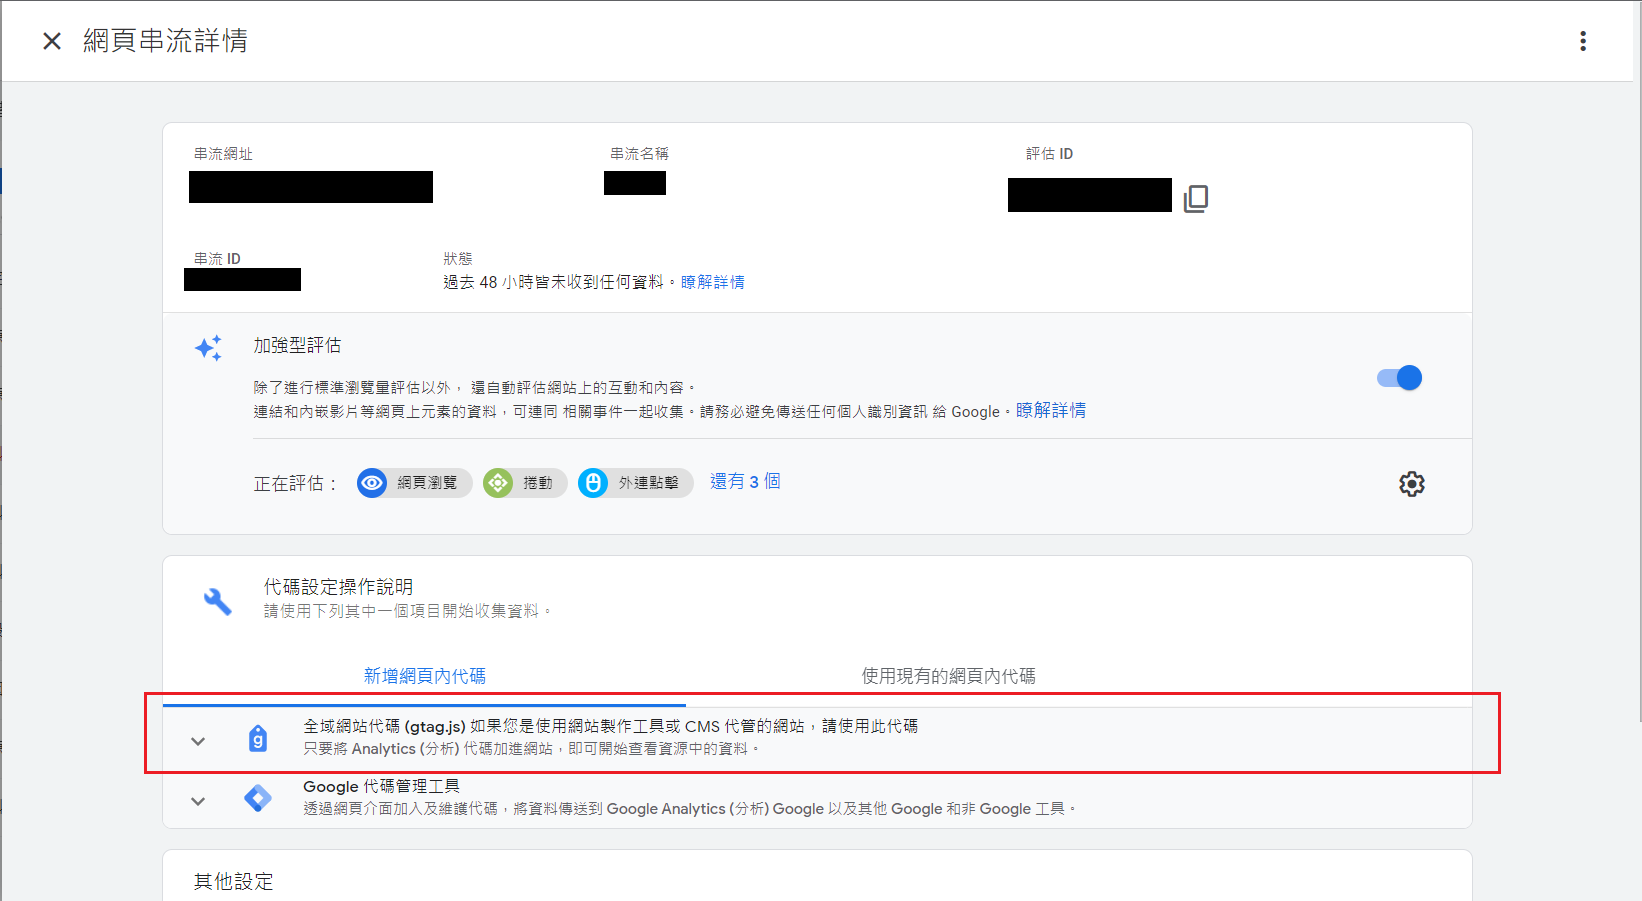 網頁串流詳情
串流網址
串流名稱
評估 ID
串流 ID
狀態
過去 48 小時皆未收到任何資料。瞭解詳情
加強型評估
除了進行標準瀏覽量評估以外， 還自動評估網站上的互動和內容。
連結和內嵌影片等網頁上元素的資料，可連同 相關事件一起收集。請務必避免傳送任何個人識別資訊 給 Google。瞭解詳情
正在評估：
網頁瀏覽
捲動
外連點擊
還有 3 個
代碼設定操作說明
請使用下列其中一個項目開始收集資料。
新增網頁內代碼
使用現有的網頁內代碼
全域網站代碼 (gtag.js) 如果您是使用網站製作工具或 CMS 代管的網站，請使用此代碼
只要將 Analytics (分析) 代碼加進網站，即可開始查看資源中的資料。
Google 代碼管理工具
透過網頁介面加入及維護代碼，將資料傳送到 Google Analytics (分析) Google 以及其他 Google 和非 Google 工具。
其他設定